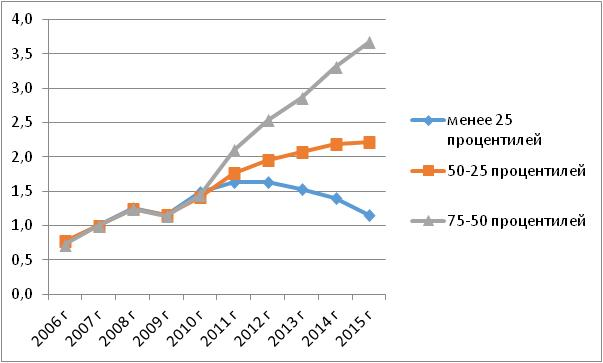 4,0
3,5
3,0
2,5
2,0
1,5
1,0
0,5
0,0
2006 г
2007 г
2008 г
2009 г
2010 г
2011 г
2012 г
2013 г
2014 г
2015 г
менее 25
процентилей
50-25 процентилей
75-50 процентилей